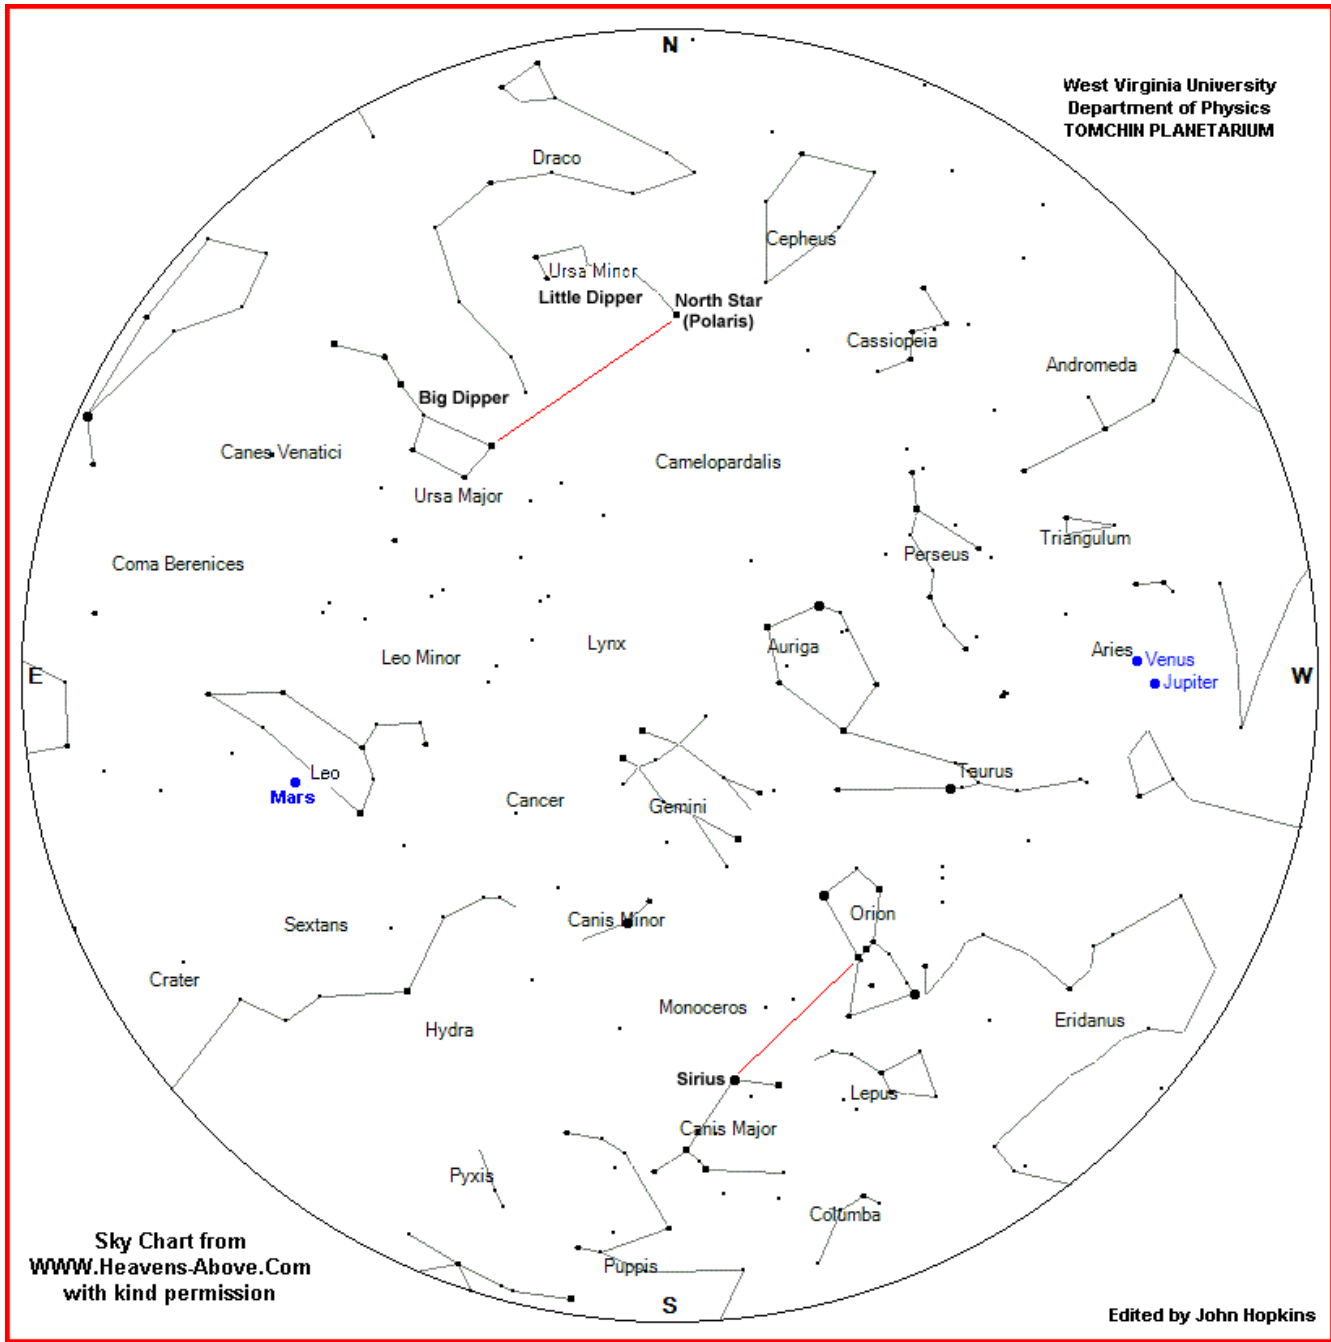 N
West Virginia University
Department of Physics
TOMCHIN PLANETARIUM
Draco
Cepheus
Ursa Minor
Little Dipper
North Star
(Polaris)
Cassiopeia
Andromeda
Big Dipper
Canes Venatici
Camelopardalis
Ursa Major
Triangulum
Perseus
Coma Berenices
Lynx
Auriga
Aries
Venus
Leo Minor
E
W
Jupiter
Leo
Taurus
Mars
Cancer
Gemini
Orion
Canis Minor
Sextans
Crater
Monoceros
Eridanus
Hydra
Sirius
Lepus
Canis Major
Pyxis
Columba
Sky Chart from
WWW.Heavens-Above.Com
with kind permission
Puppis
S
Edited by John Hopkins